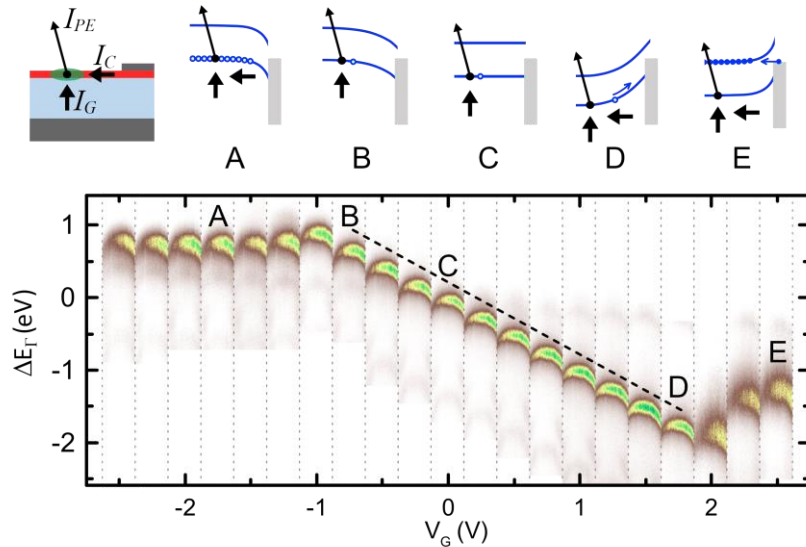 I_PE
I_C
I_G
A B C D E
A B C D E
1
0
-1
-2
ΔE_Γ (eV)
-2 -1 0 1 2
V_G (V)